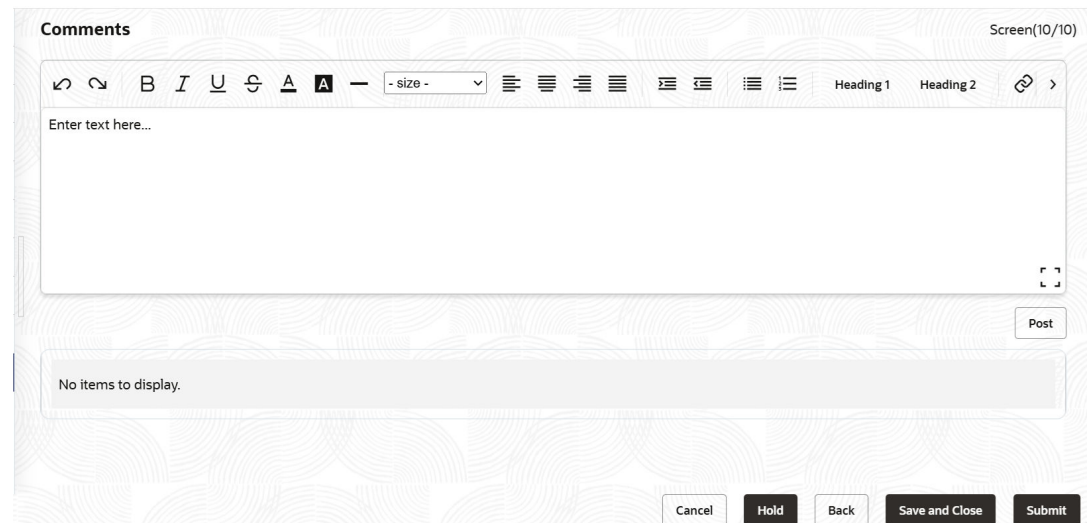 Comments Screen(10/10)
B I U S A A - size - Heading 1 Heading 2
Enter text here...
Post
No items to display.
Cancel Hold Back Save and Close Submit